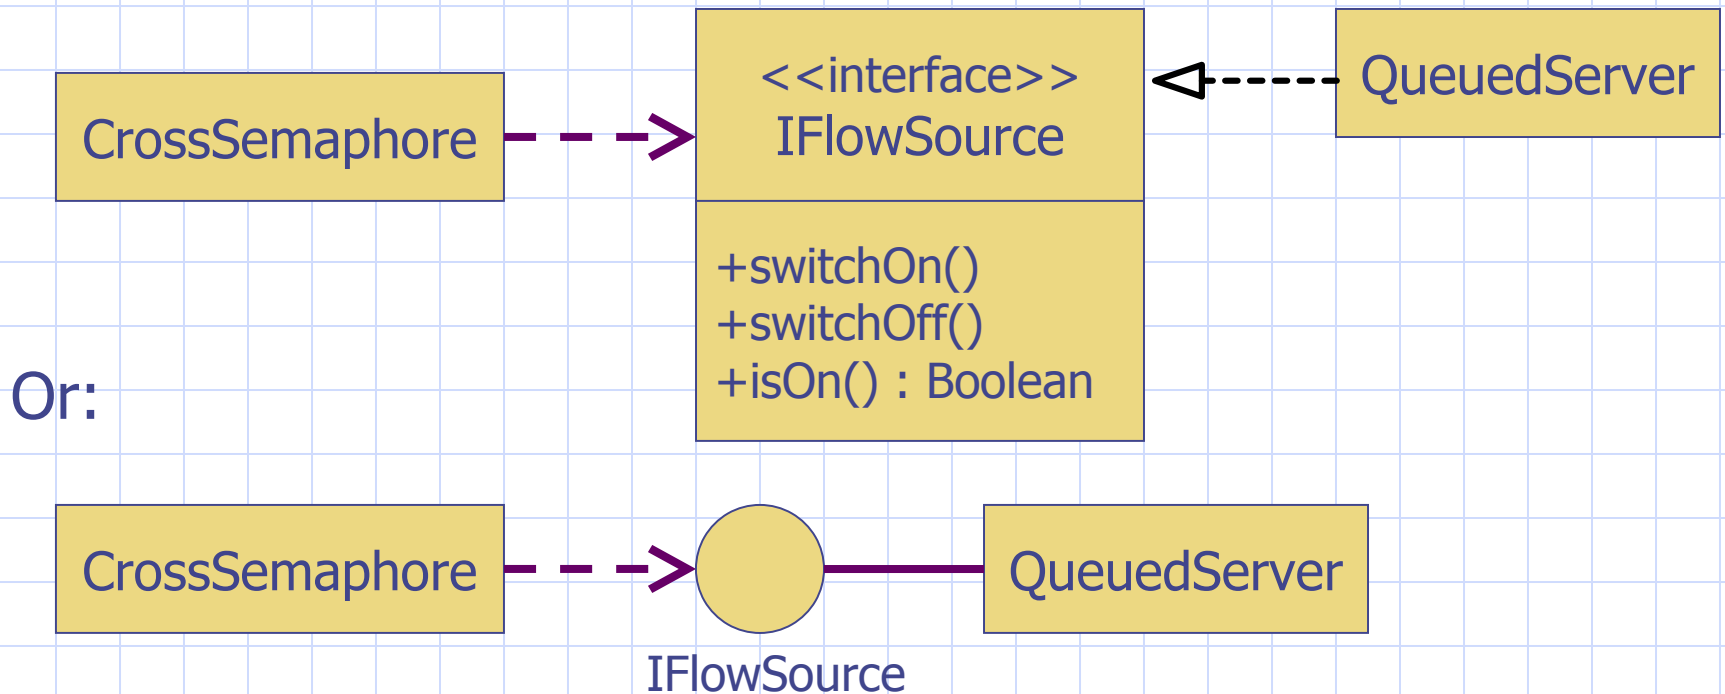 <<interface>>
IFlowSource
QueuedServer
CrossSemaphore
+switchOn()
+switchOff()
+isOn() : Boolean
Or:
CrossSemaphore
QueuedServer
IFlowSource